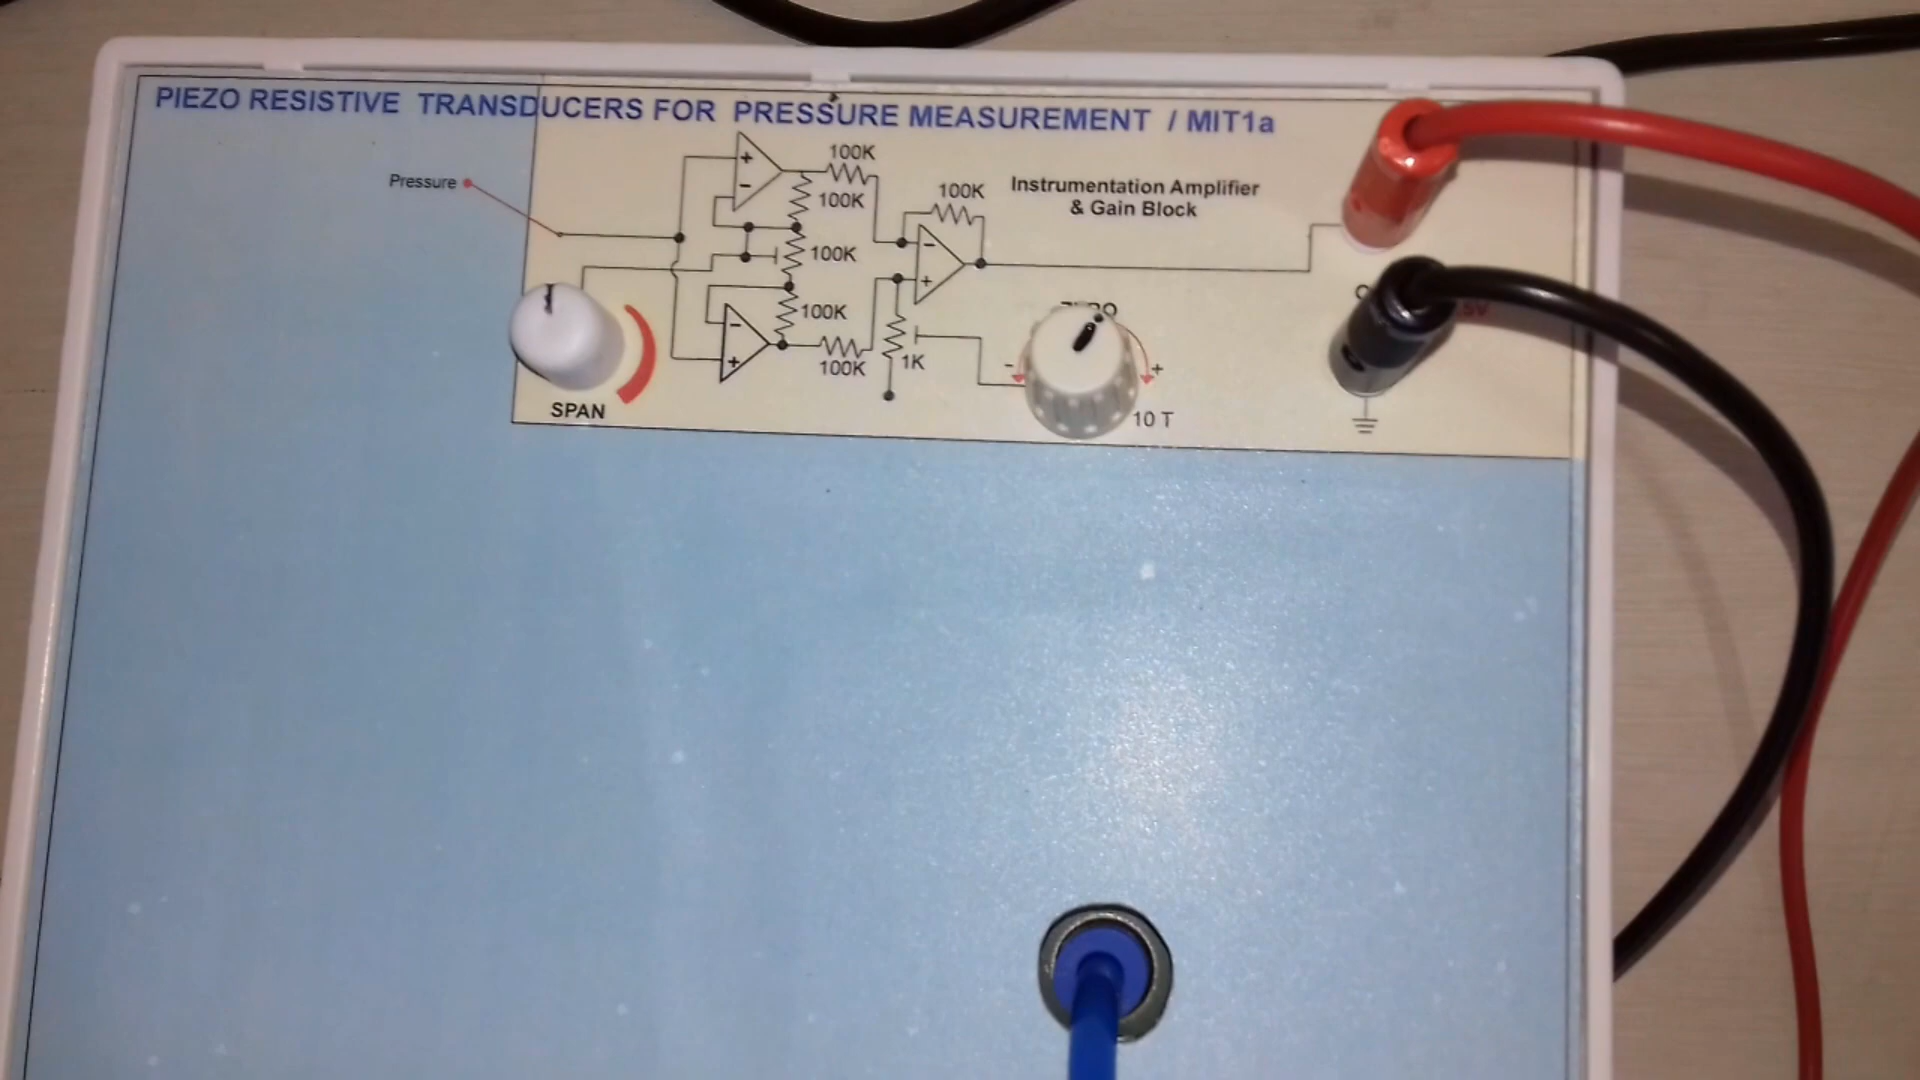 PIEZO RESISTIVE TRANSDUCERS FOR PRESSURE MEASUREMENT / MIT1a
Pressure
100K
100K
100K
100K
100K
100K
1K
Instrumentation Amplifier
& Gain Block
SPAN
- +
10 T
5V